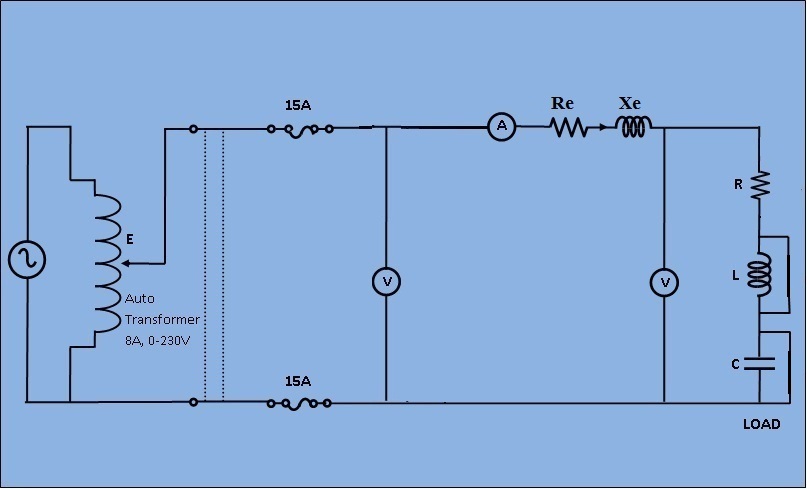 15A
Re
Xe
A
R
E
V
V
L
Auto
Transformer
8A, 0-230V
C
15A
LOAD